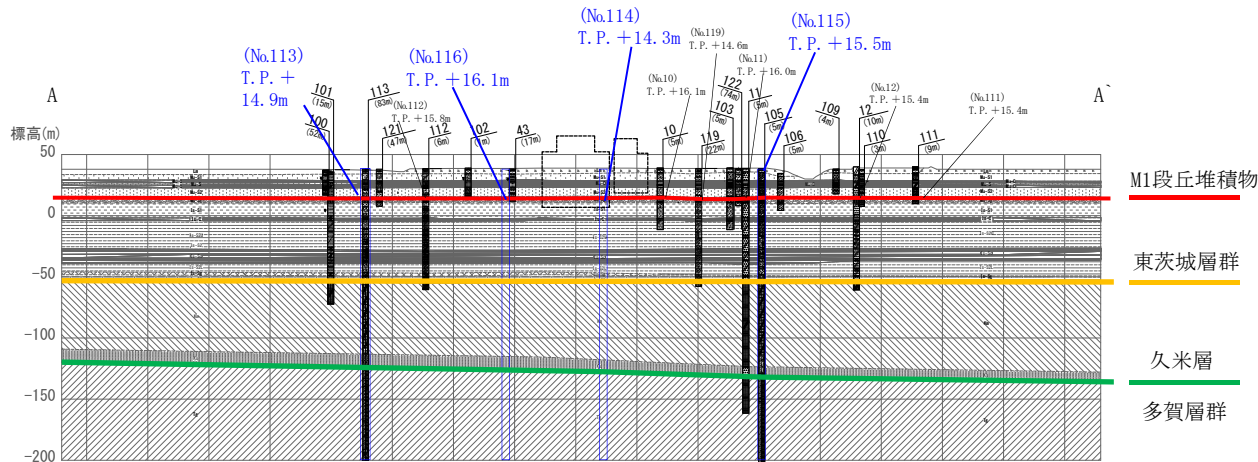 (No.114)
T.P. +14.3m
(No.115)
T.P. +15.5m
(No.113)
T.P. +
14.9m
(No.116)
T.P. +16.1m
(No.119)
T.P. +14.6m
(No.11)
T.P. +16.0m
(No.10)
T.P. +16.1m
(No.12)
T.P. +15.4m
(No.111)
T.P. +15.4m
(No.112)
T.P. +15.8m
A
A`
標高(m)
101
(15m)
100
113
(83m)
121
(47m)
112
(6m)
102
43
(17m)
10
(5m)
119
(22m)
103
(5m)
122
(74m)
11
(5m)
105
(5m)
106
(5m)
109
(4m)
12
(10m)
110
(3m)
111
(9m)
50
0
-50
-100
-150
-200
M1段丘堆積物
東茨城層群
久米層
多賀層群